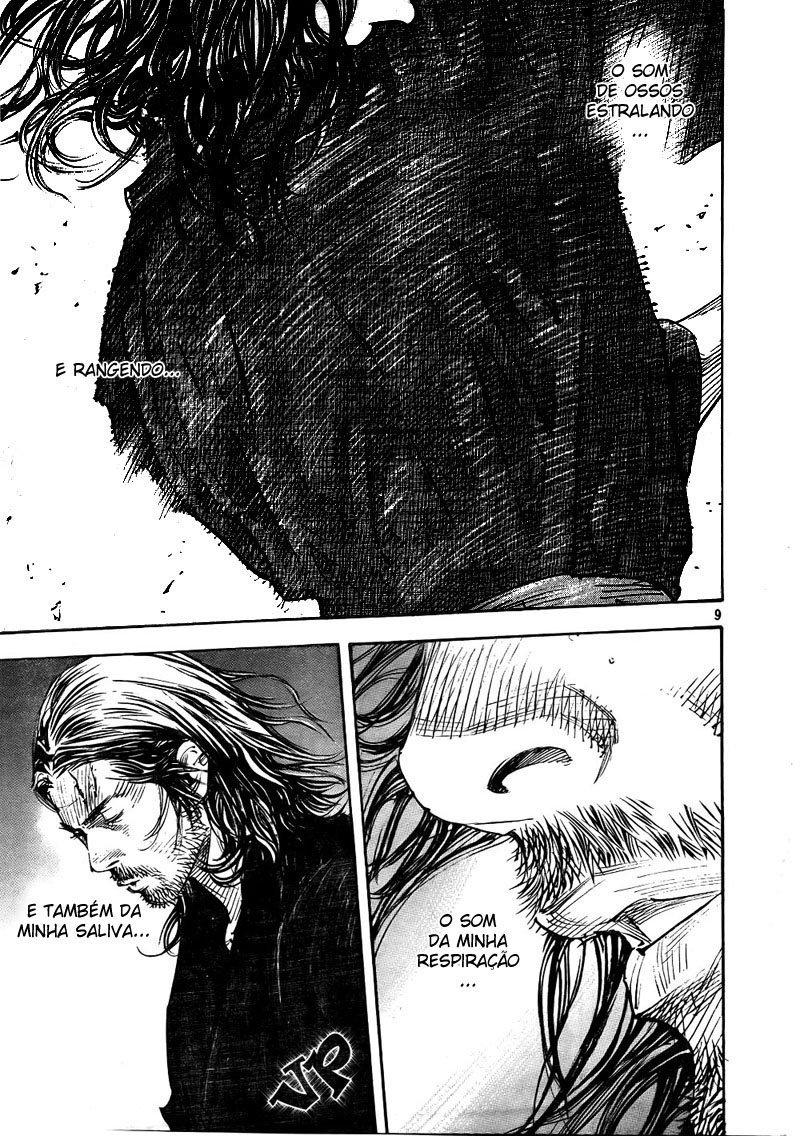 O SOM
DE OSSOS
ESTRALANDO
...
E RANGENDO...
9
O SOM
DA MINHA
RESPIRAÇÃO
...
E TAMBÉM DA
MINHA SALIVA...
VP